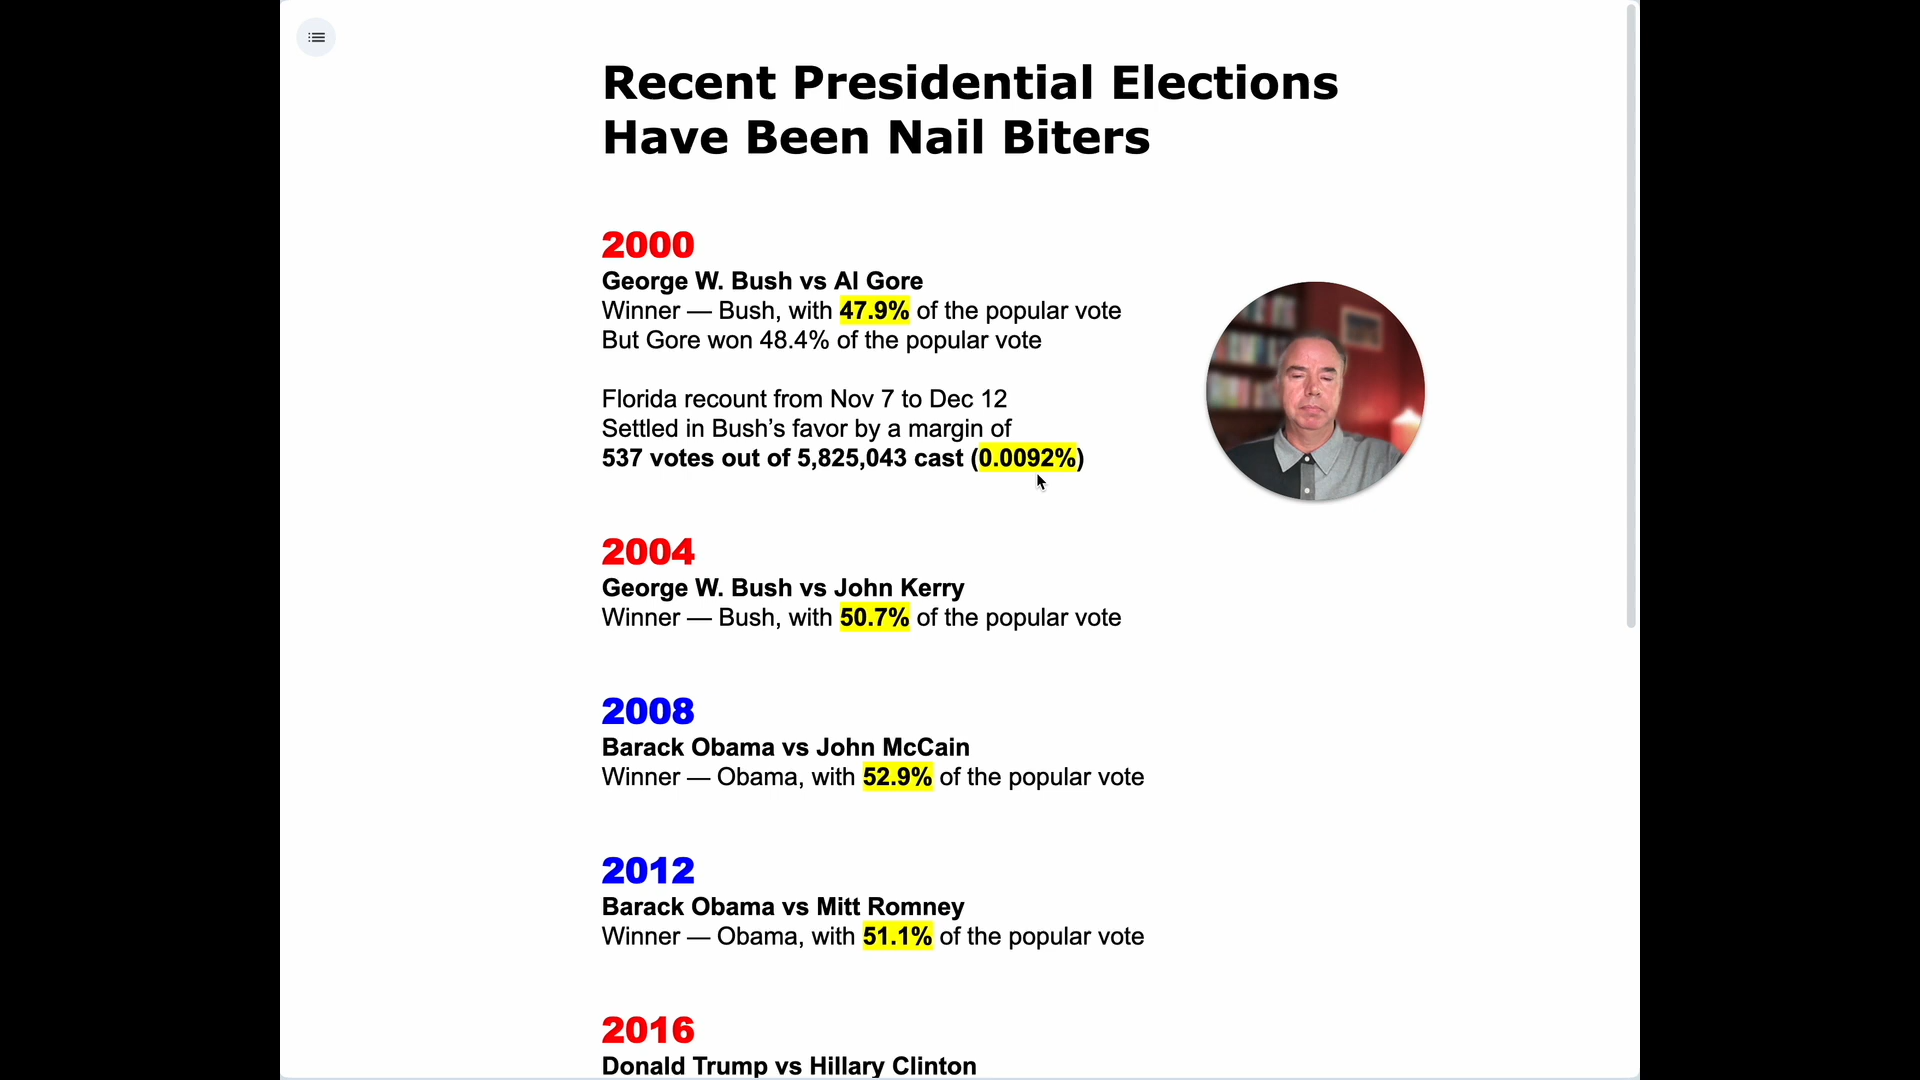 Recent Presidential Elections
Have Been Nail Biters
2000
George W. Bush vs Al Gore
Winner — Bush, with 47.9% of the popular vote
But Gore won 48.4% of the popular vote
Florida recount from Nov 7 to Dec 12
Settled in Bush’s favor by a margin of
537 votes out of 5,825,043 cast (0.0092%)
2004
George W. Bush vs John Kerry
Winner — Bush, with 50.7% of the popular vote
2008
Barack Obama vs John McCain
Winner — Obama, with 52.9% of the popular vote
2012
Barack Obama vs Mitt Romney
Winner — Obama, with 51.1% of the popular vote
2016
Donald Trump vs Hillary Clinton